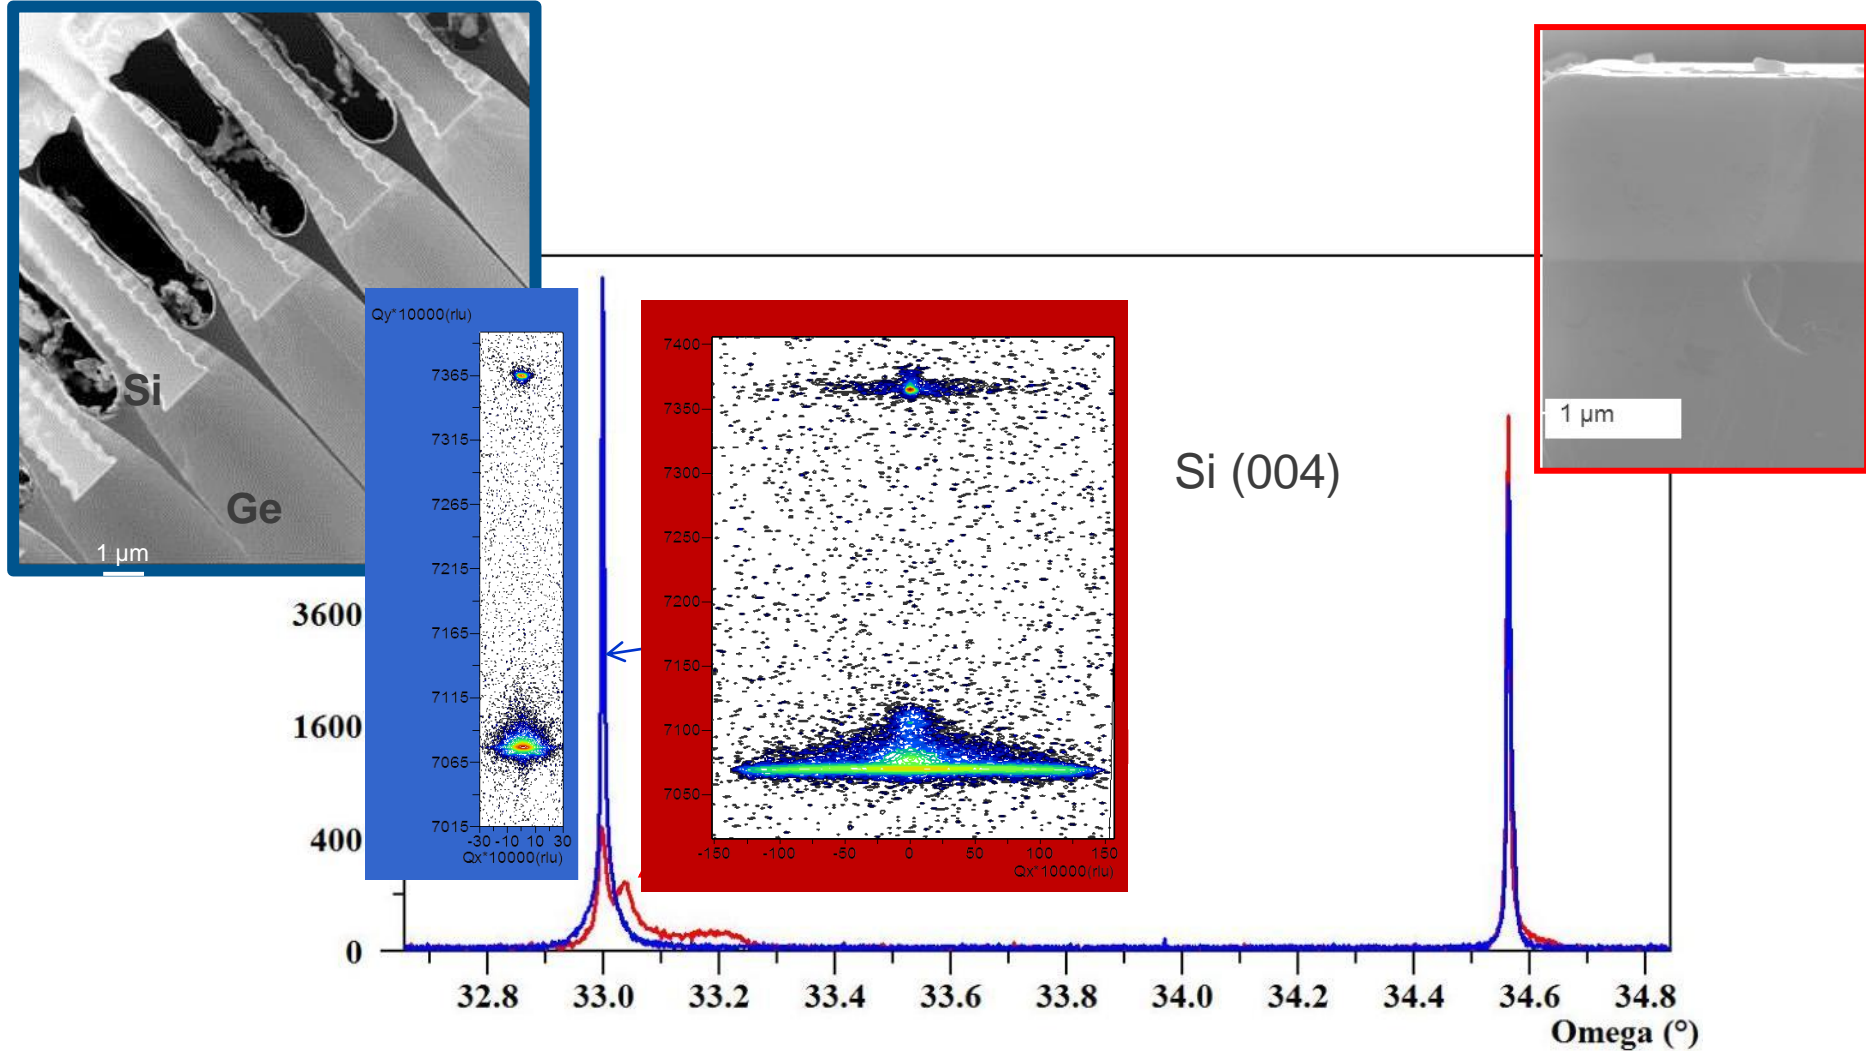 Si
Ge
1 µm
1 µm
Si (004)
Qy*10000(rlu)
7365
7315
7265
7215
7165
7115
7065
7015
-30 -10 10 30
Qx*10000(rlu)
7400
7350
7300
7250
7200
7150
7100
7050
-150 -100 -50 0 50 100 150
Qx*10000(rlu)
3600
1600
400
0
32.8 33.0 33.2 33.4 33.6 33.8 34.0 34.2 34.4 34.6 34.8
Omega (°)